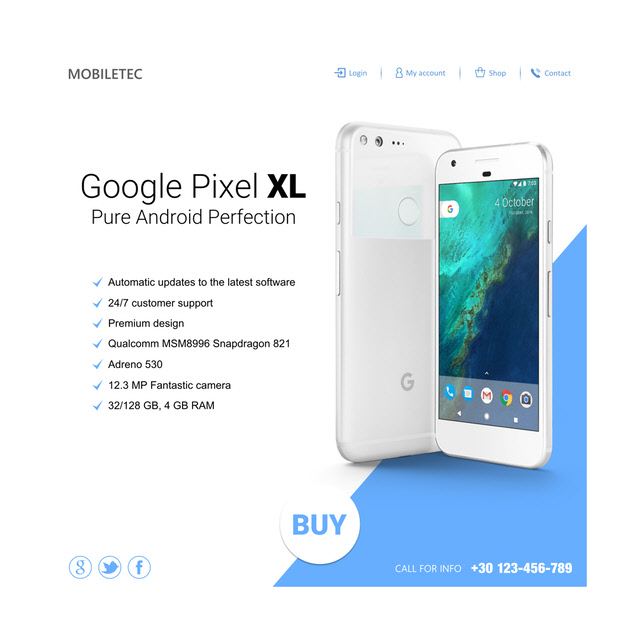 MOBILETEC
Login
My account
Shop
Contact
Google Pixel XL
Pure Android Perfection
Automatic updates to the latest software
24/7 customer support
Premium design
Qualcomm MSM8996 Snapdragon 821
Adreno 530
12.3 MP Fantastic camera
32/128 GB, 4 GB RAM
7:03
4 October
G
BUY
CALL FOR INFO +30 123-456-789